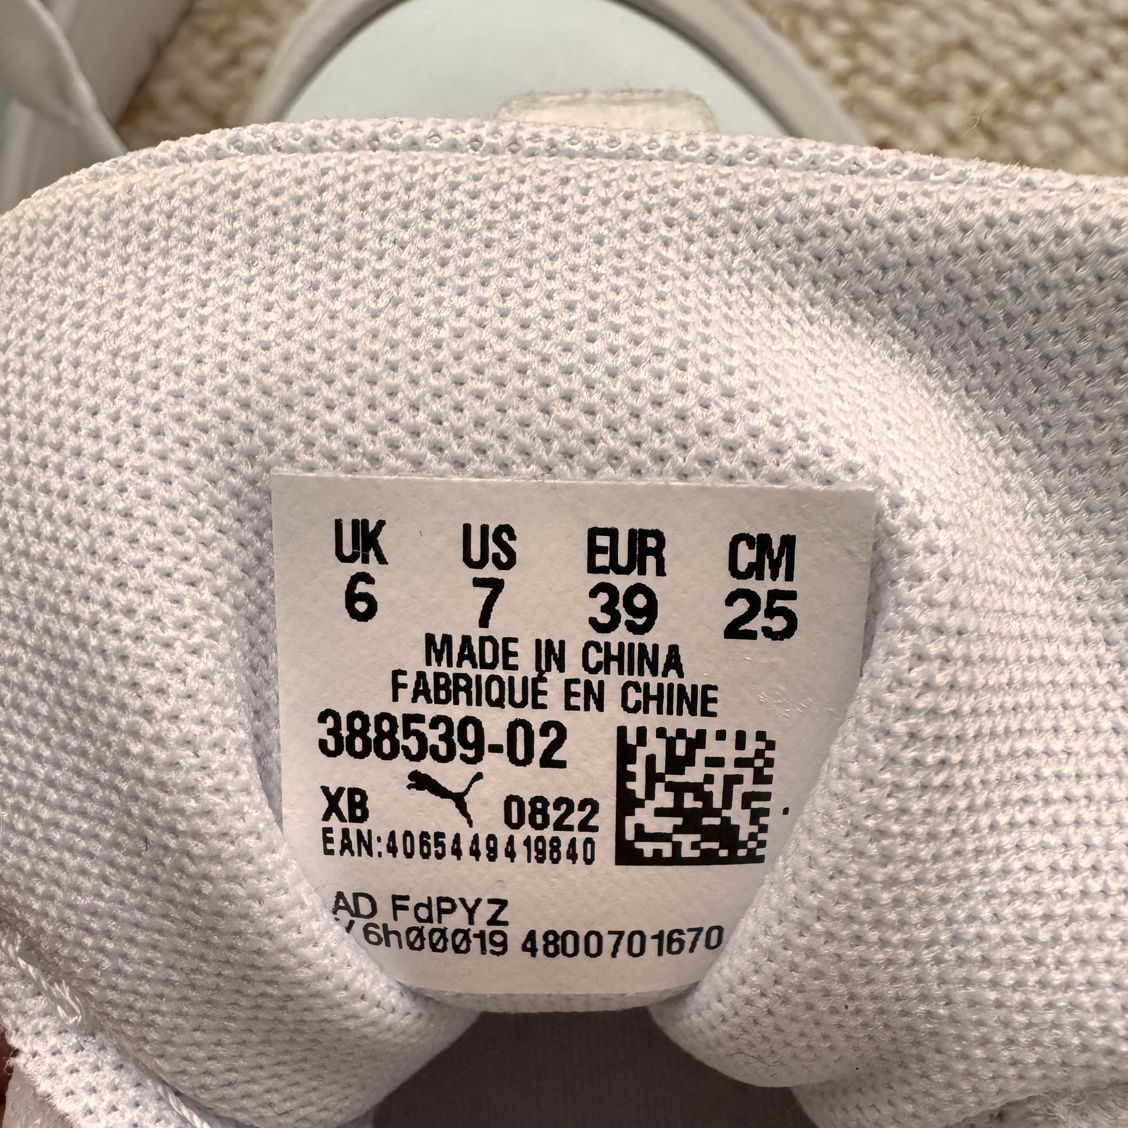 UK US EUR CM
6 7 39 25
MADE IN CHINA
FABRIQUÉ EN CHINE
388539-02
XB 0822
EAN:4065449419840
AD FdPYZ
6h00019 4800701670